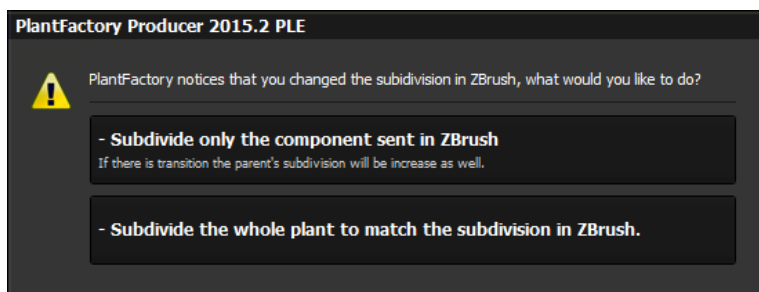 PlantFactory Producer 2015.2 PLE
PlantFactory notices that you changed the subidivision in ZBrush, what would you like to do?
- Subdivide only the component sent in ZBrush
If there is transition the parent's subdivision will be increase as well.
- Subdivide the whole plant to match the subdivision in ZBrush.